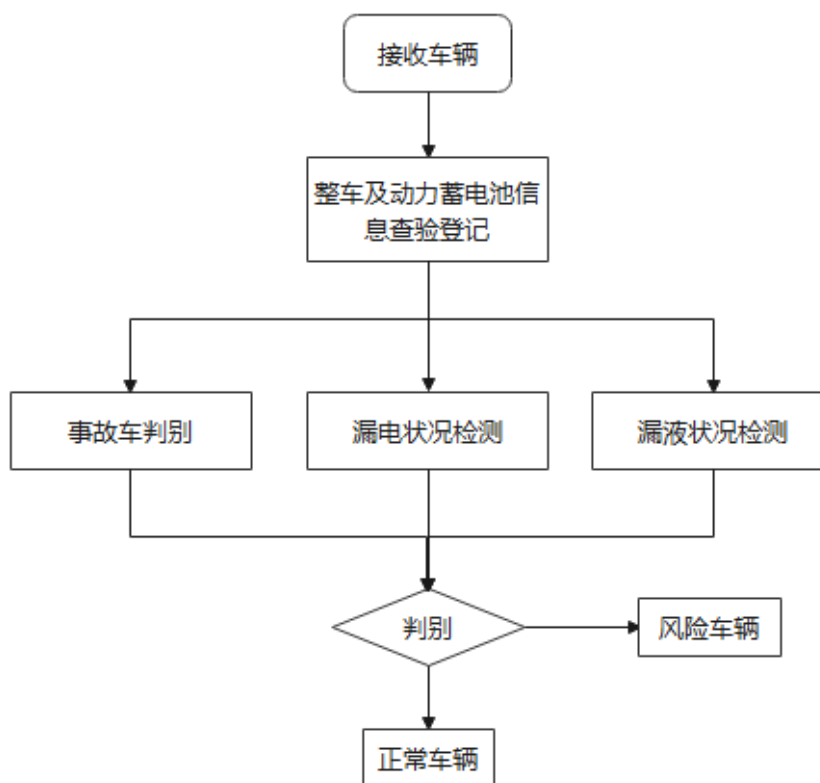 接收车辆
整车及动力蓄电池信
息查验登记
事故车判别
漏电状况检测
漏液状况检测
判别
风险车辆
正常车辆